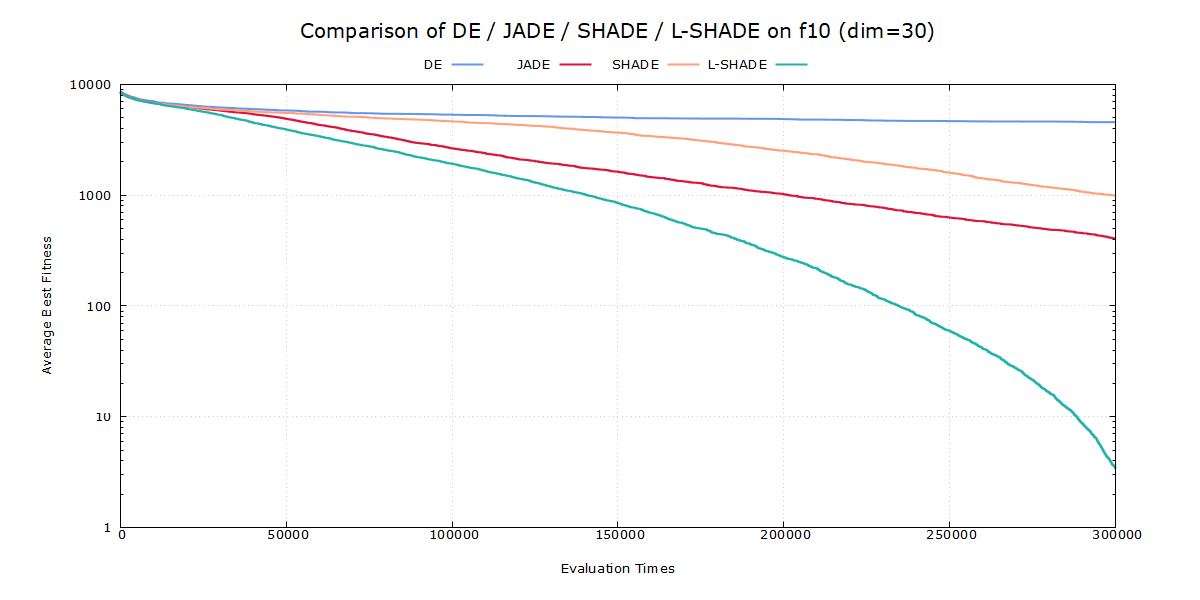 Comparison of DE / JADE / SHADE / L-SHADE on f10 (dim=30)
DE JADE SHADE L-SHADE
10000
1000
100
10
1
Average Best Fitness
0 50000 100000 150000 200000 250000 300000
Evaluation Times